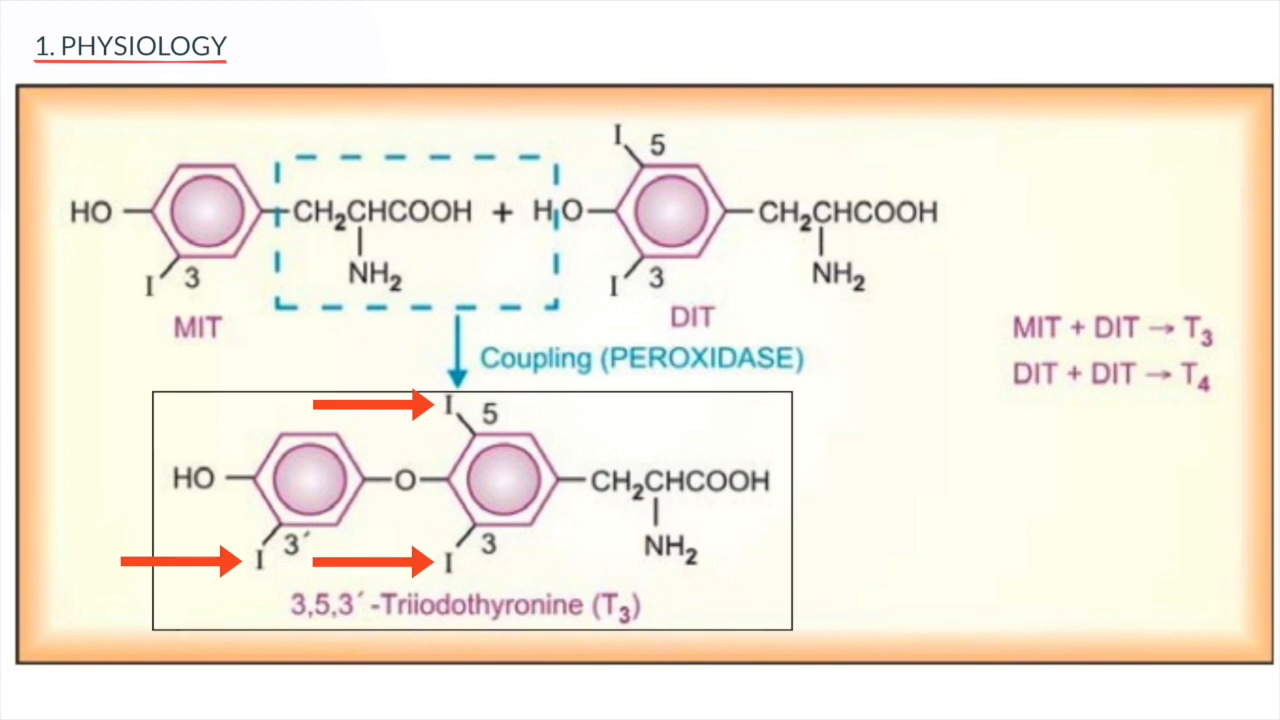 1. PHYSIOLOGY
I 5
HO CH₂CHCOOH + HO CH₂CHCOOH
I 3 NH₂ I 3 NH₂
MIT DIT
MIT + DIT → T₃
Coupling (PEROXIDASE)
DIT + DIT → T₄
I 5
HO O CH₂CHCOOH
I 3´ I 3 NH₂
3,5,3´-Triiodothyronine (T₃)